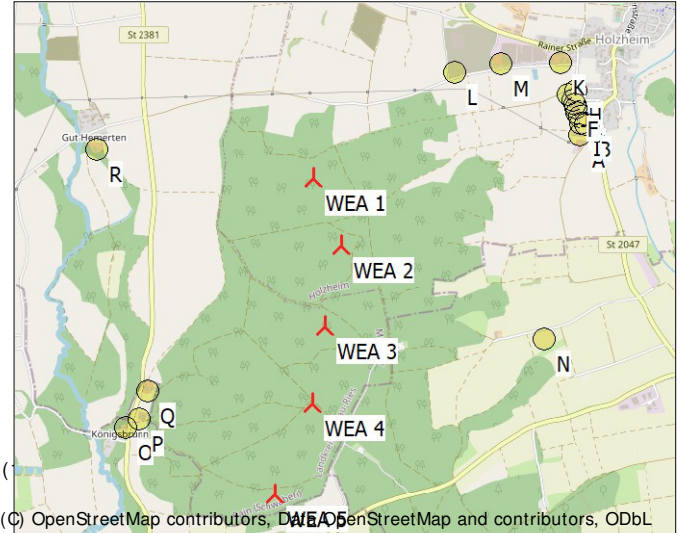 St 2381
Rainer Straße
Holzheim
L
M
K
H
F
I
B
A
Gut Hemerten
R
WEA 1
St 2047
WEA 2
Holzheim
WEA 3
N
WEA 4
Q
Königsbrunn
O
P
WEA 5
(C) OpenStreetMap contributors, Data OpenStreetMap and contributors, ODbL